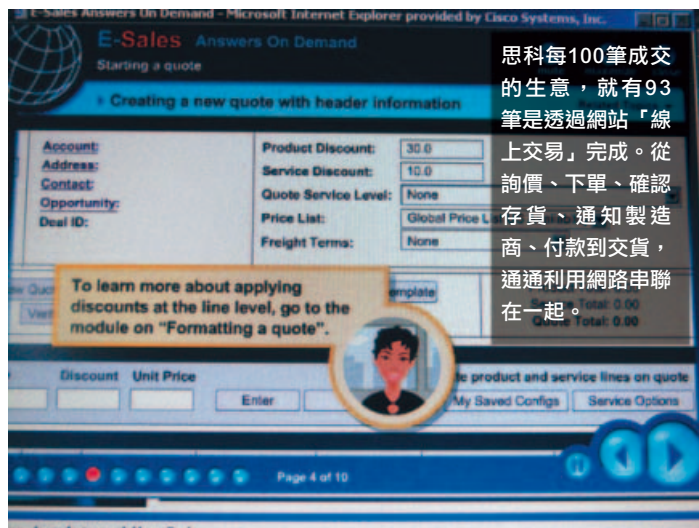 E-Sales Answers On Demand - Microsoft Internet Explorer provided by Cisco Systems, Inc.
E-Sales Answers On Demand
Starting a quote
Creating a new quote with header information
思科每100筆成交
的生意，就有93
筆是透過網站「線
上交易」完成。從
詢價、下單、確認
存貨、通知製造
商、付款到交貨，
通通利用網路串聯
在一起。
Account:
Address:
Contact:
Opportunity:
Deal ID:
Product Discount: 30.0
Service Discount: 10.0
Quote Service Level: None
Price List: Global Price
Freight Terms: None
Total: 0.00
Quote Total: 0.00
To learn more about applying
discounts at the line level, go to the
module on "Formatting a quote".
Discount Unit Price
product and service lines on quote
Enter
My Saved Configs
Service Options
Page 4 of 10